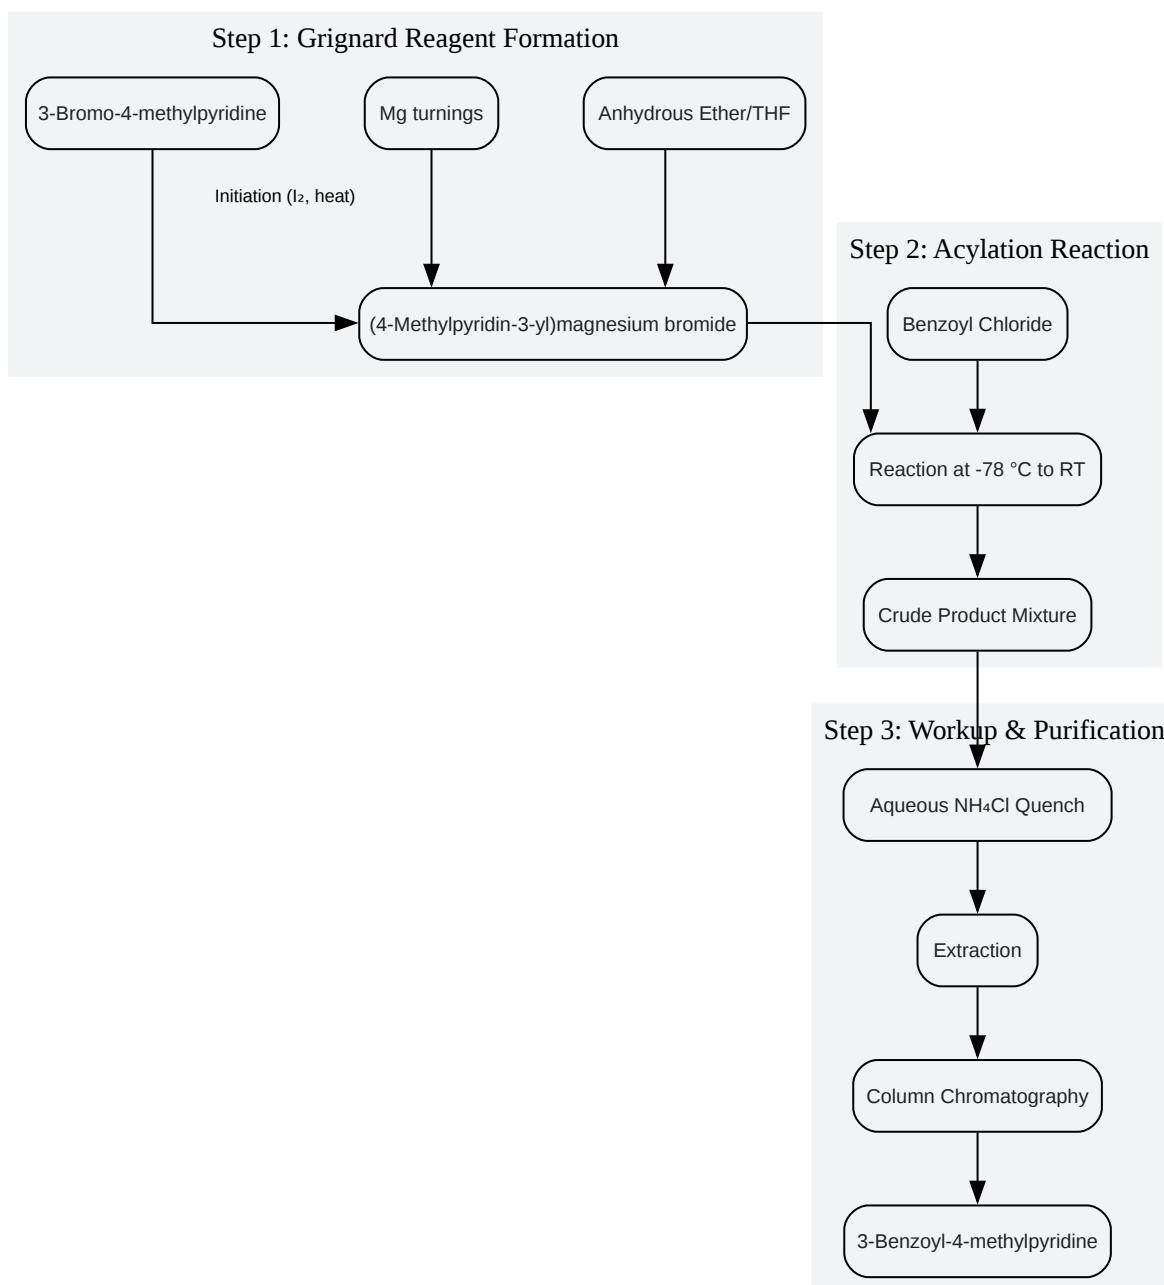 Step 1: Grignard Reagent Formation
3-Bromo-4-methylpyridine
Mg turnings
Anhydrous Ether/THF
Initiation (I₂, heat)
(4-Methylpyridin-3-yl)magnesium bromide
Step 2: Acylation Reaction
Benzoyl Chloride
Reaction at -78 °C to RT
Crude Product Mixture
Step 3: Workup & Purification
Aqueous NH₄Cl Quench
Extraction
Column Chromatography
3-Benzoyl-4-methylpyridine